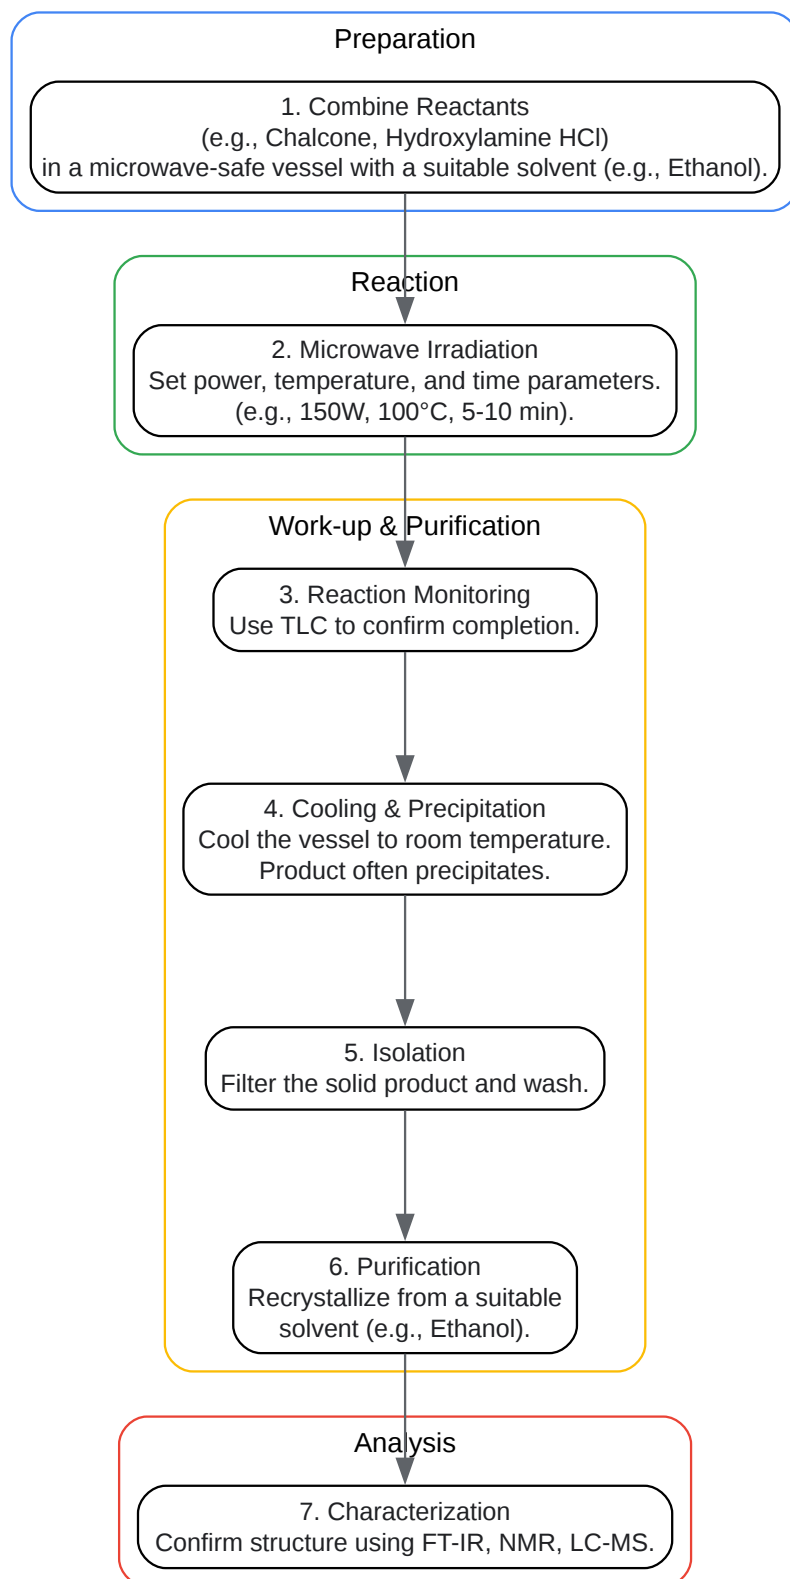 Preparation
1. Combine Reactants
(e.g., Chalcone, Hydroxylamine HCl)
in a microwave-safe vessel with a suitable solvent (e.g., Ethanol).
Reaction
2. Microwave Irradiation
Set power, temperature, and time parameters.
(e.g., 150W, 100°C, 5-10 min).
Work-up & Purification
3. Reaction Monitoring
Use TLC to confirm completion.
4. Cooling & Precipitation
Cool the vessel to room temperature.
Product often precipitates.
5. Isolation
Filter the solid product and wash.
6. Purification
Recrystallize from a suitable
solvent (e.g., Ethanol).
Analysis
7. Characterization
Confirm structure using FT-IR, NMR, LC-MS.